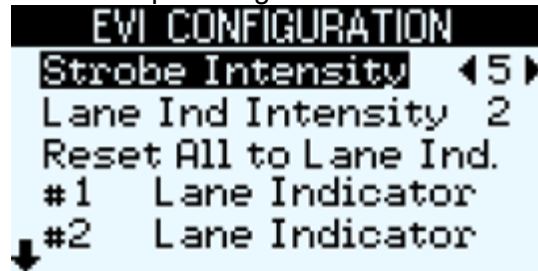 EVI CONFIGURATION
Strobe Intensity 5
Lane Ind Intensity 2
Reset All to Lane Ind.
#1 Lane Indicator
#2 Lane Indicator